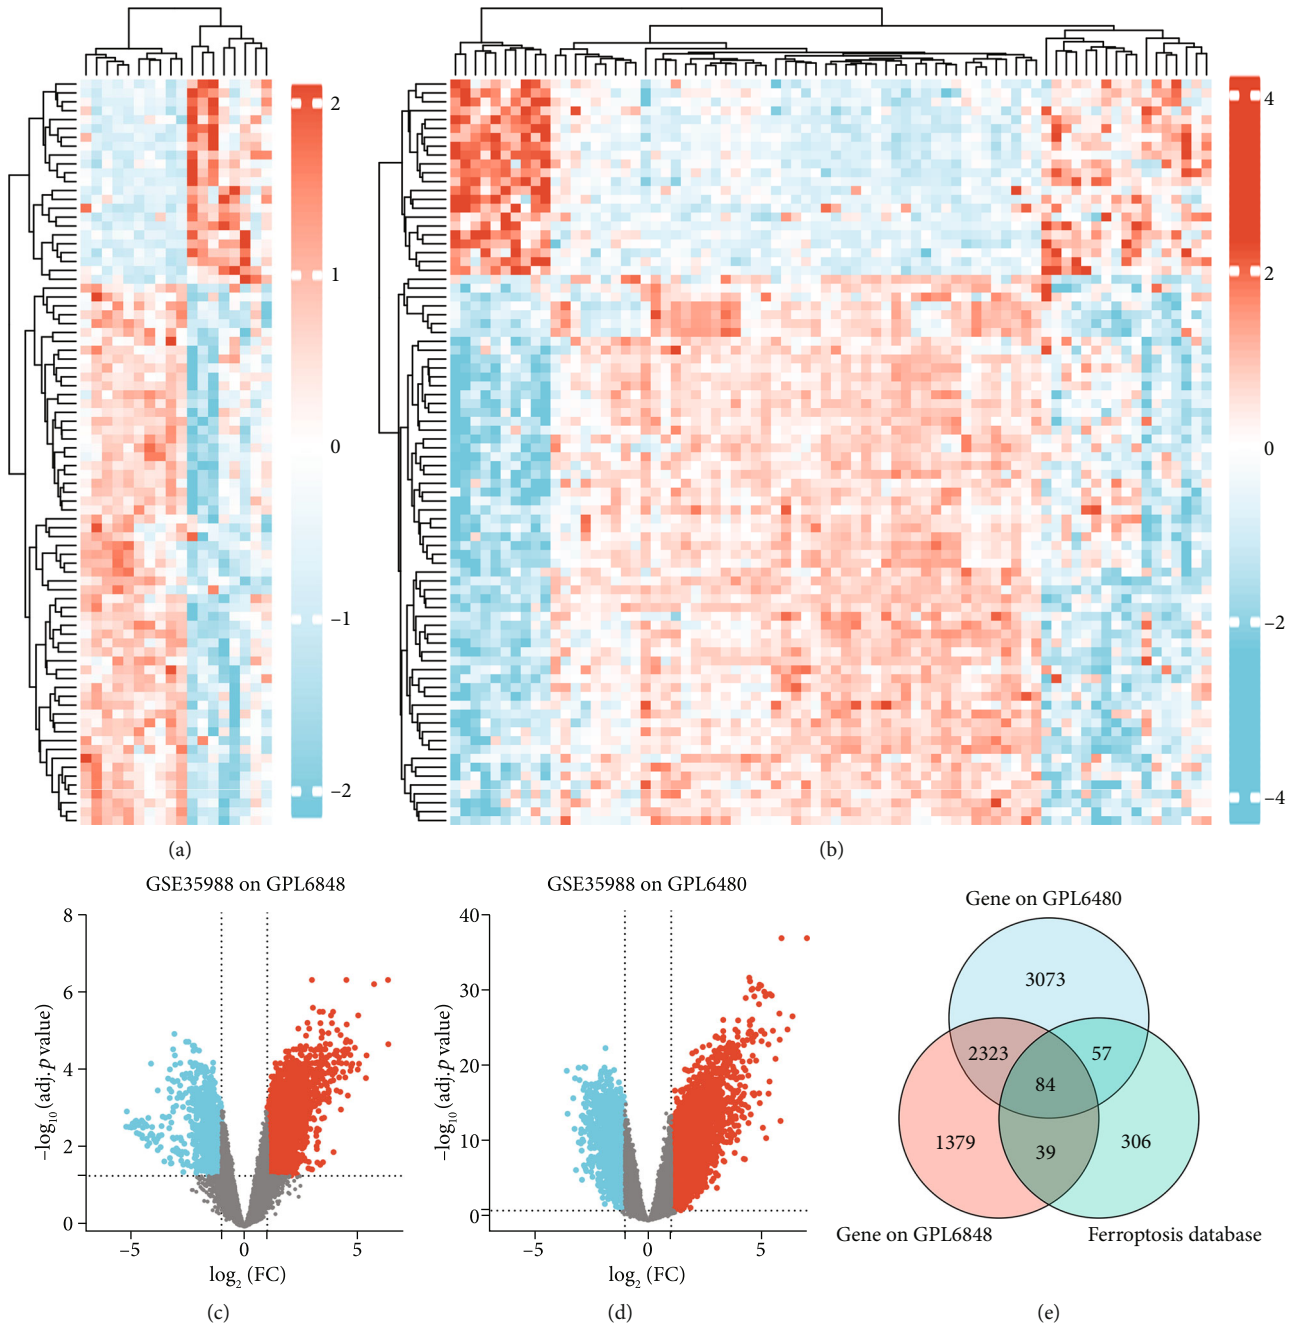 2
1
0
−1
−2
(a)
4
2
0
−2
−4
(b)
GSE35988 on GPL6848
8
6
4
2
0
−log10 (adj. p value)
−5
0
5
log2 (FC)
(c)
GSE35988 on GPL6480
40
30
20
10
0
−log10 (adj. p value)
−5
0
5
log2 (FC)
(d)
Gene on GPL6480
3073
2323
57
84
1379
39
306
Gene on GPL6848
Ferroptosis database
(e)